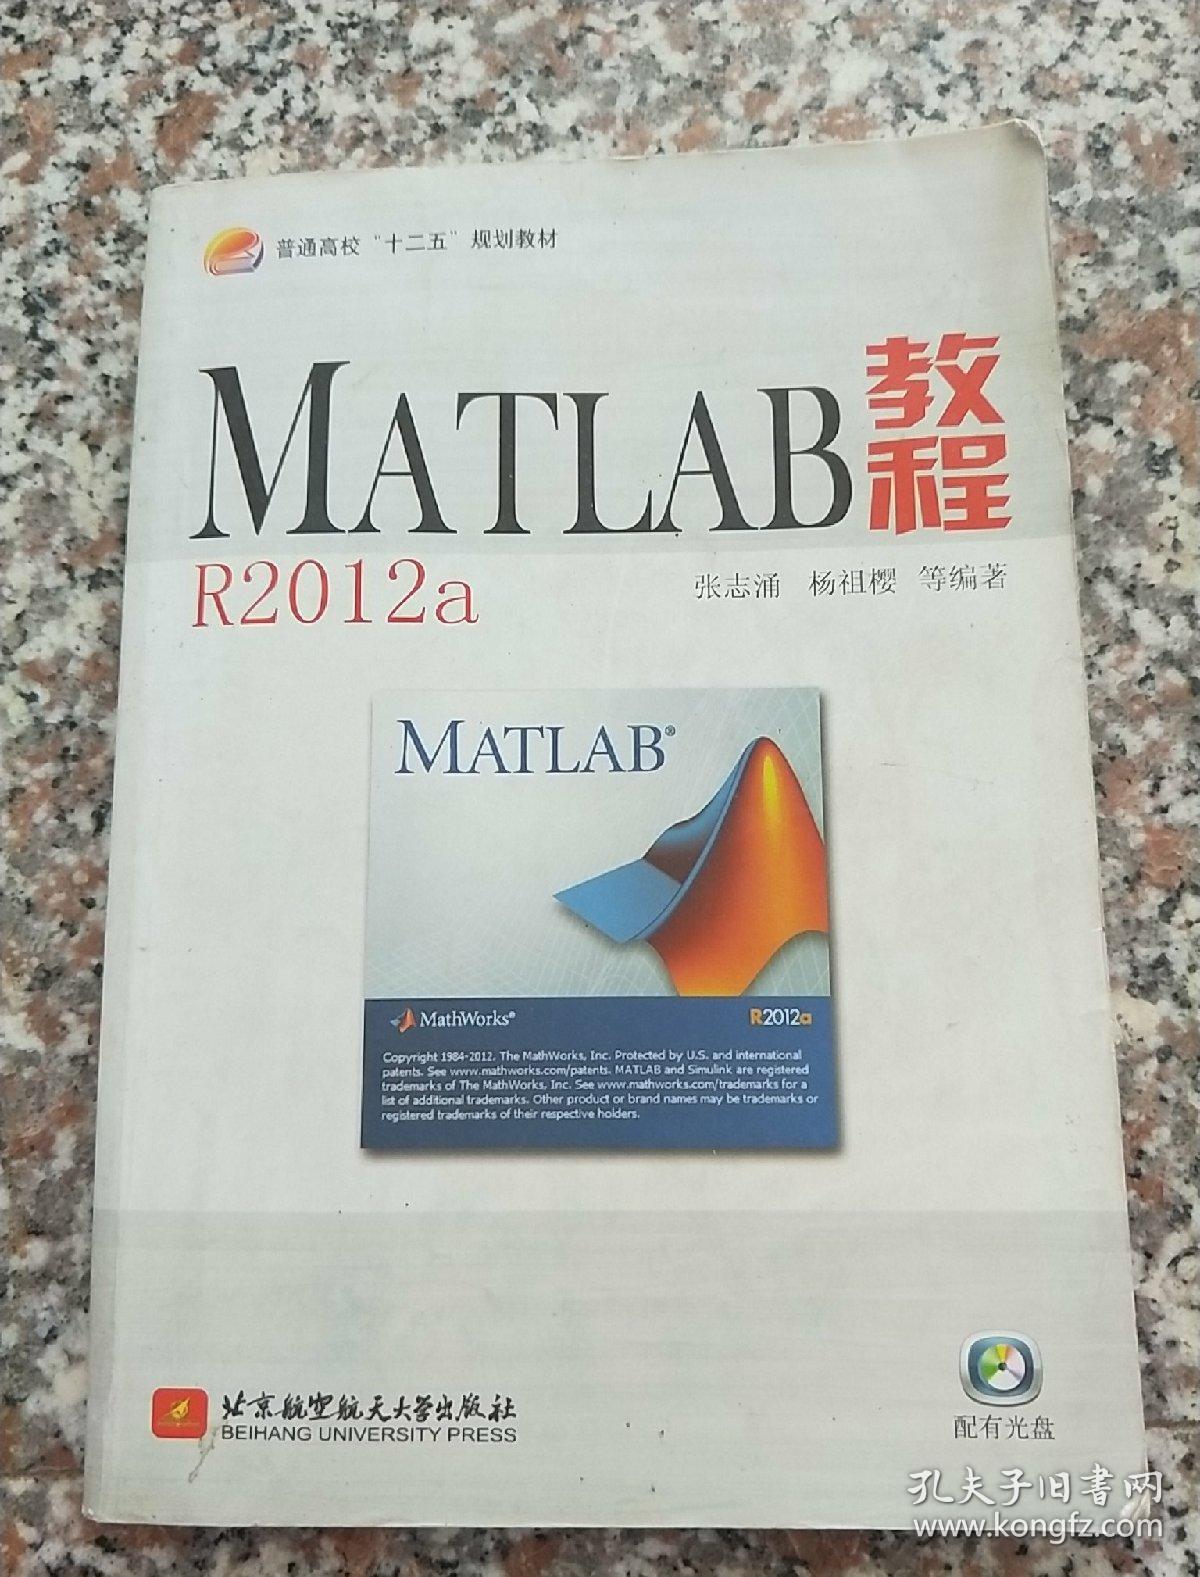 普通高校“十二五”规划教材
MATLAB教程
R2012a
张志涌 杨祖樱 等编著
MATLAB®
MathWorks® R2012a
Copyright 1984-2012. The MathWorks, Inc. Protected by U.S. and international
patents. See www.mathworks.com/patents. MATLAB and Simulink are registered
trademarks of The MathWorks, Inc. See www.mathworks.com/trademarks for a
list of additional trademarks. Other product or brand names may be trademarks or
registered trademarks of their respective holders.
北京航空航天大学出版社
BEIHANG UNIVERSITY PRESS
配有光盘
孔夫子旧书网
www.kongfz.com